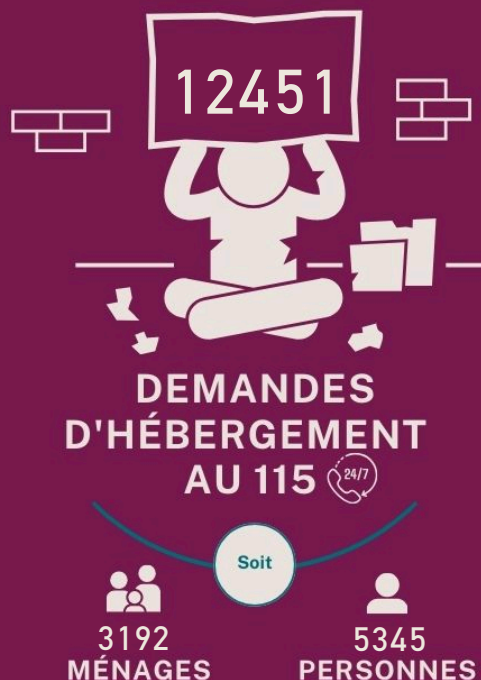 12451
DEMANDES
D'HÉBERGEMENT
AU 115 24/7
Soit
3192
MÉNAGES
5345
PERSONNES